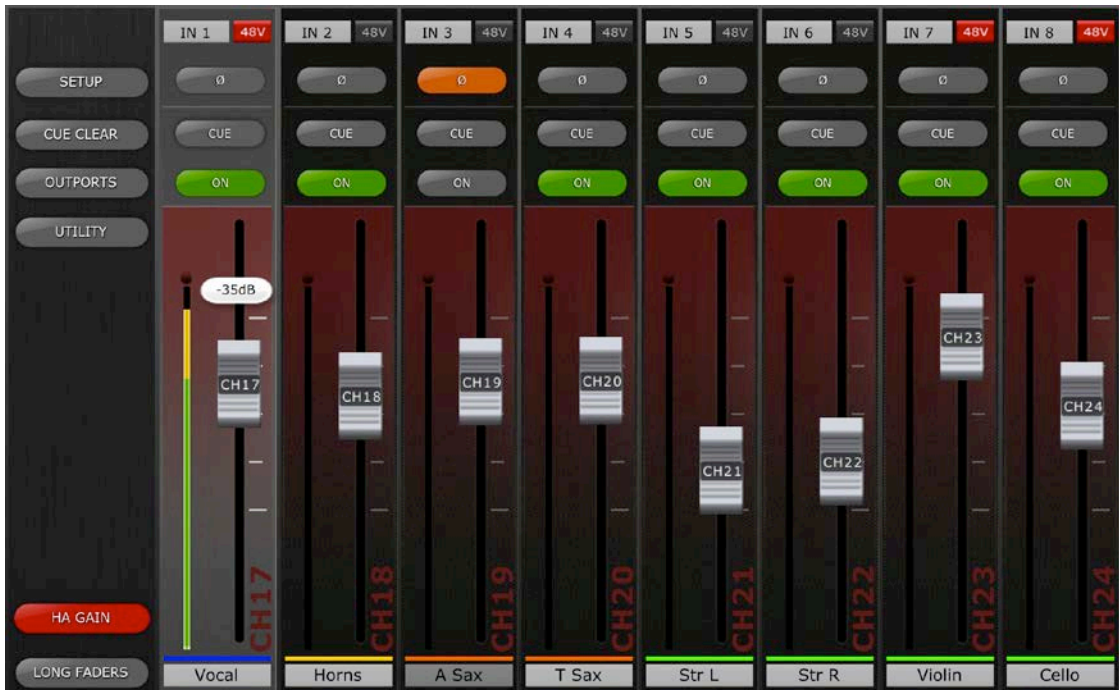 IN 1 48V IN 2 48V IN 3 48V IN 4 48V IN 5 48V IN 6 48V IN 7 48V IN 8 48V
SETUP Ø Ø Ø Ø Ø Ø Ø Ø
CUE CLEAR CUE CUE CUE CUE CUE CUE CUE CUE
OUTPORTS ON ON ON ON ON ON ON ON
UTILITY
-35dB
CH17 CH18 CH19 CH20 CH21 CH22 CH23 CH24
CH17 CH18 CH19 CH20 CH21 CH22 CH23 CH24
HA GAIN
LONG FADERS Vocal Horns A Sax T Sax Str L Str R Violin Cello